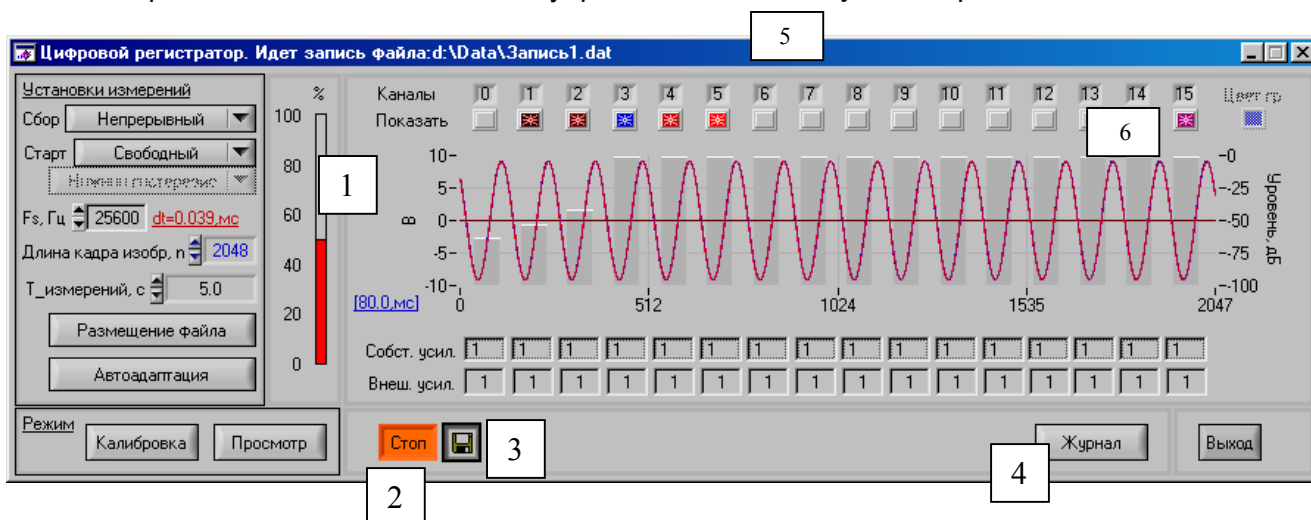 5
Цифровой регистратор. Идет запись файла:d:\Data\Запись1.dat
Установки измерений
Сбор Непрерывный
Старт Свободный
Нижний гистерезис
Fs, Гц 25600 dt=0.039,мс
Длина кадра изобр, n 2048
Т_измерений, с 5.0
Размещение файла
Автоадаптация
%
100
80
60
40
20
0
1
Каналы 0 1 2 3 4 5 6 7 8 9 10 11 12 13 14 15 Цвет гр
Показать
6
В
10
5
0
-5
-10
0 512 1024 1535 2047
[80.0,мс]
-0
-25
-50
-75
-100
Уровень, дБ
Собст. усил. 1 1 1 1 1 1 1 1 1 1 1 1 1 1 1 1
Внеш. усил. 1 1 1 1 1 1 1 1 1 1 1 1 1 1 1 1
Режим
Калибровка Просмотр
Стоп
3
Журнал
4
Выход
2